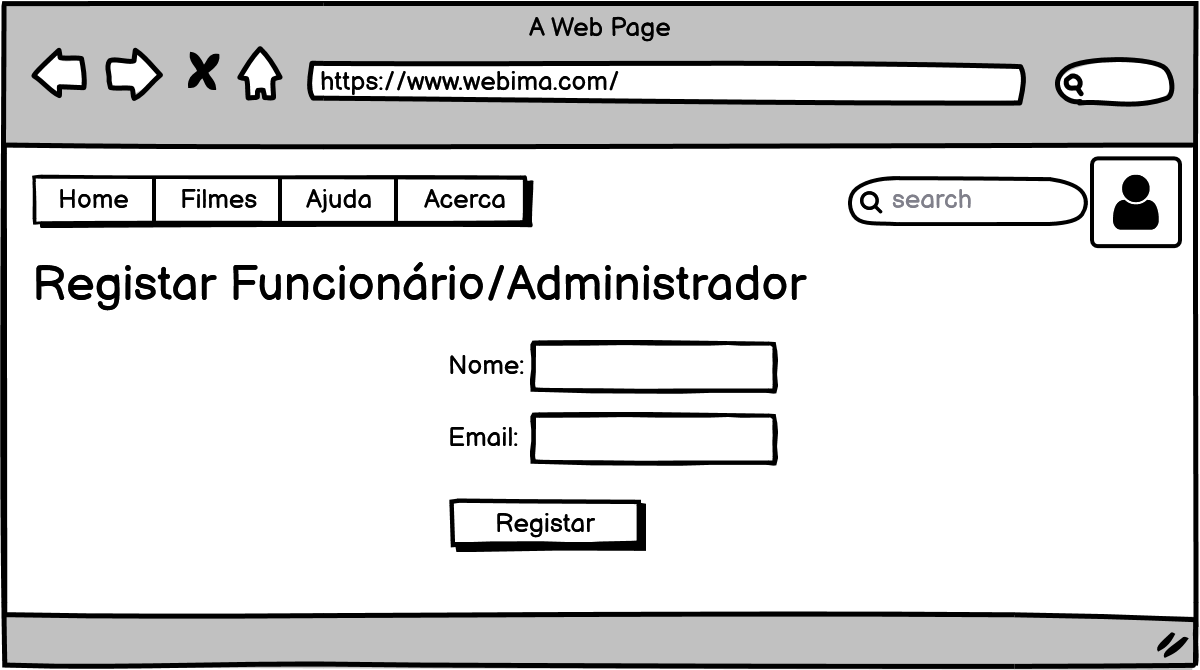 A Web Page
https://www.webima.com/
Home Filmes Ajuda Acerca search
Registar Funcionário/Administrador
Nome:
Email:
Registar